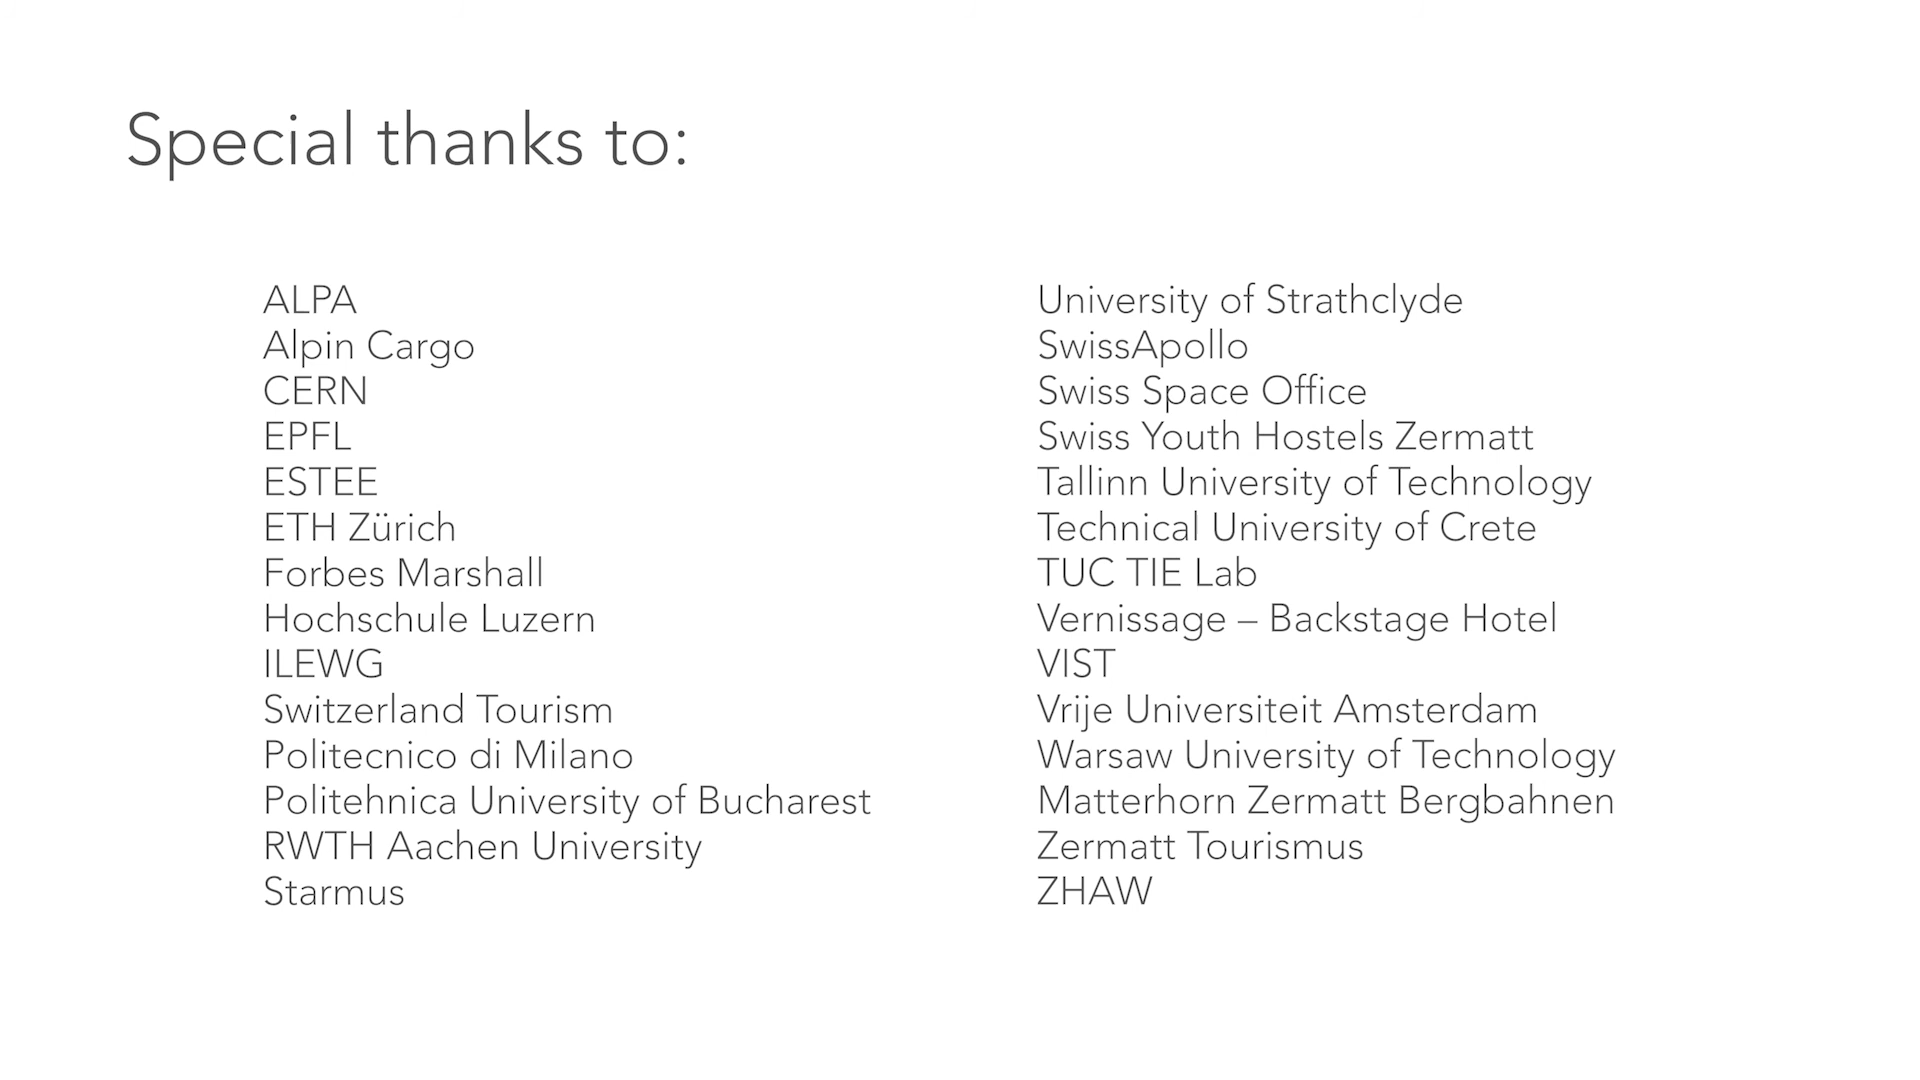 Special thanks to:
ALPA
Alpin Cargo
CERN
EPFL
ESTEE
ETH Zürich
Forbes Marshall
Hochschule Luzern
ILEWG
Switzerland Tourism
Politecnico di Milano
Politehnica University of Bucharest
RWTH Aachen University
Starmus
University of Strathclyde
SwissApollo
Swiss Space Office
Swiss Youth Hostels Zermatt
Tallinn University of Technology
Technical University of Crete
TUC TIE Lab
Vernissage – Backstage Hotel
VIST
Vrije Universiteit Amsterdam
Warsaw University of Technology
Matterhorn Zermatt Bergbahnen
Zermatt Tourismus
ZHAW